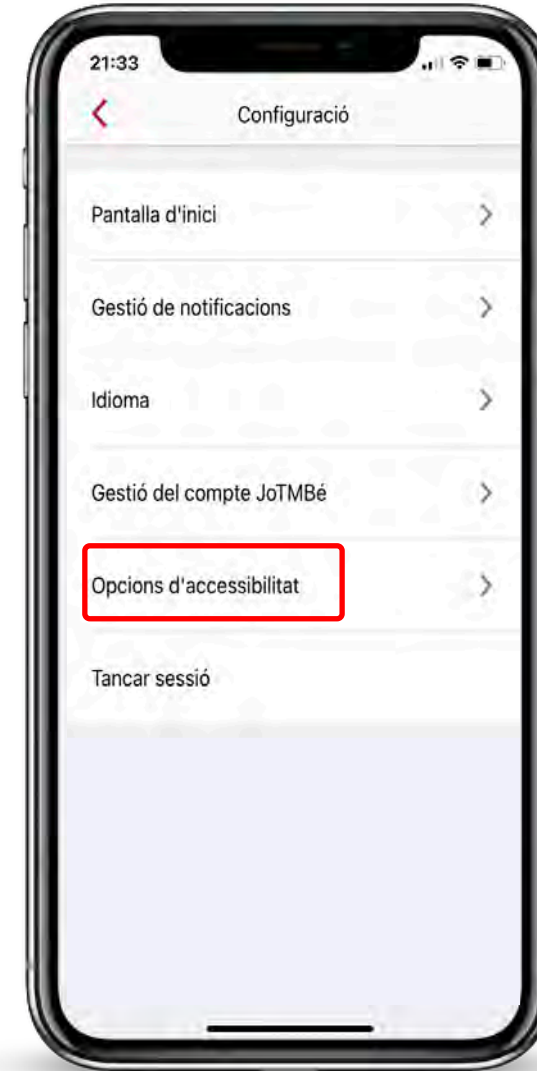 21:33
Configuració
Pantalla d'inici
Gestió de notificacions
Idioma
Gestió del compte JoTMBé
Opcions d'accessibilitat
Tancar sessió